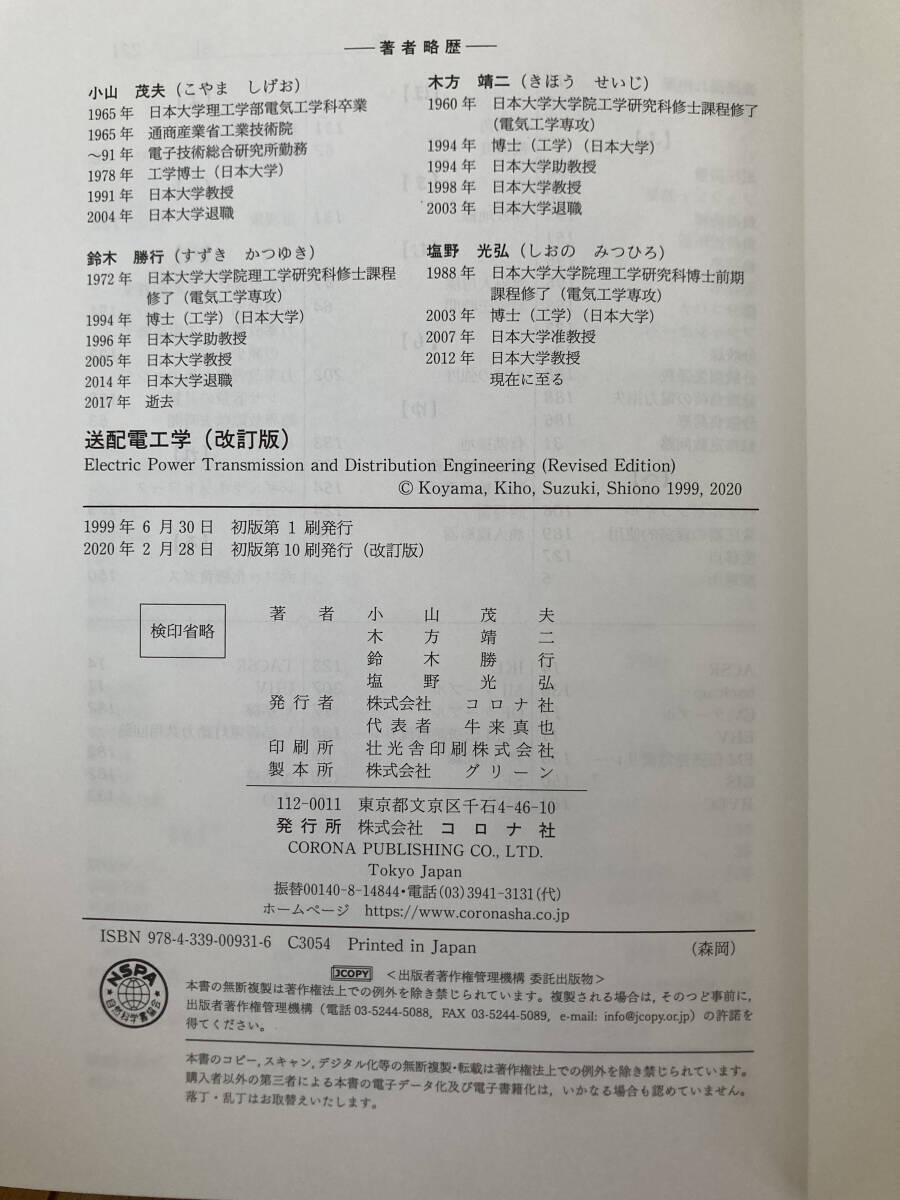 著者略歴
小山 茂夫(こやま しげお)
1965年 日本大学理工学部電気工学科卒業
1965年 通商産業省工業技術院
~91年 電子技術総合研究所勤務
1978年 工学博士(日本大学)
1991年 日本大学教授
2004年 日本大学退職
木方 靖二(きほう せいじ)
1960年 日本大学大学院工学研究科修士課程修了
(電気工学専攻)
1994年 博士(工学)(日本大学)
1994年 日本大学助教授
1998年 日本大学教授
2003年 日本大学退職
鈴木 勝行(すずき かつゆき)
1972年 日本大学大学院理工学研究科修士課程
修了(電気工学専攻)
1994年 博士(工学)(日本大学)
1996年 日本大学助教授
2005年 日本大学教授
2014年 日本大学退職
2017年 逝去
塩野 光弘(しおの みつひろ)
1988年 日本大学大学院理工学研究科博士前期
課程修了(電気工学専攻)
2003年 博士(工学)(日本大学)
2007年 日本大学准教授
2012年 日本大学教授
現在に至る
送配電工学(改訂版)
Electric Power Transmission and Distribution Engineering (Revised Edition)
© Koyama, Kiho, Suzuki, Shiono 1999, 2020
1999年6月30日 初版第1刷発行
2020年2月28日 初版第10刷発行(改訂版)
検印省略
著者 小山茂夫
木方靖二
鈴木勝行
塩野光弘
発行者 株式会社 コロナ社
代表者 牛来真也
印刷所 壮光舎印刷株式会社
製本所 株式会社 グリーン
112-0011 東京都文京区千石4-46-10
発行所 株式会社 コロナ社
CORONA PUBLISHING CO., LTD.
Tokyo Japan
振替00140-8-14844・電話(03)3941-3131(代)
ホームページ https://www.coronasha.co.jp
ISBN 978-4-339-00931-6 C3054 Printed in Japan (森岡)
NSPA
自然科学書協会
JCOPY <出版者著作権管理機構 委託出版物>
本書の無断複製は著作権法上での例外を除き禁じられています。複製される場合は,そのつど事前に,
出版者著作権管理機構(電話 03-5244-5088, FAX 03-5244-5089, e-mail: info@jcopy.or.jp)の許諾を
得てください。
本書のコピー,スキャン,デジタル化等の無断複製・転載は著作権法上での例外を除き禁じられています。
購入者以外の第三者による本書の電子データ化及び電子書籍化は,いかなる場合も認めていません。
落丁・乱丁はお取替えいたします。